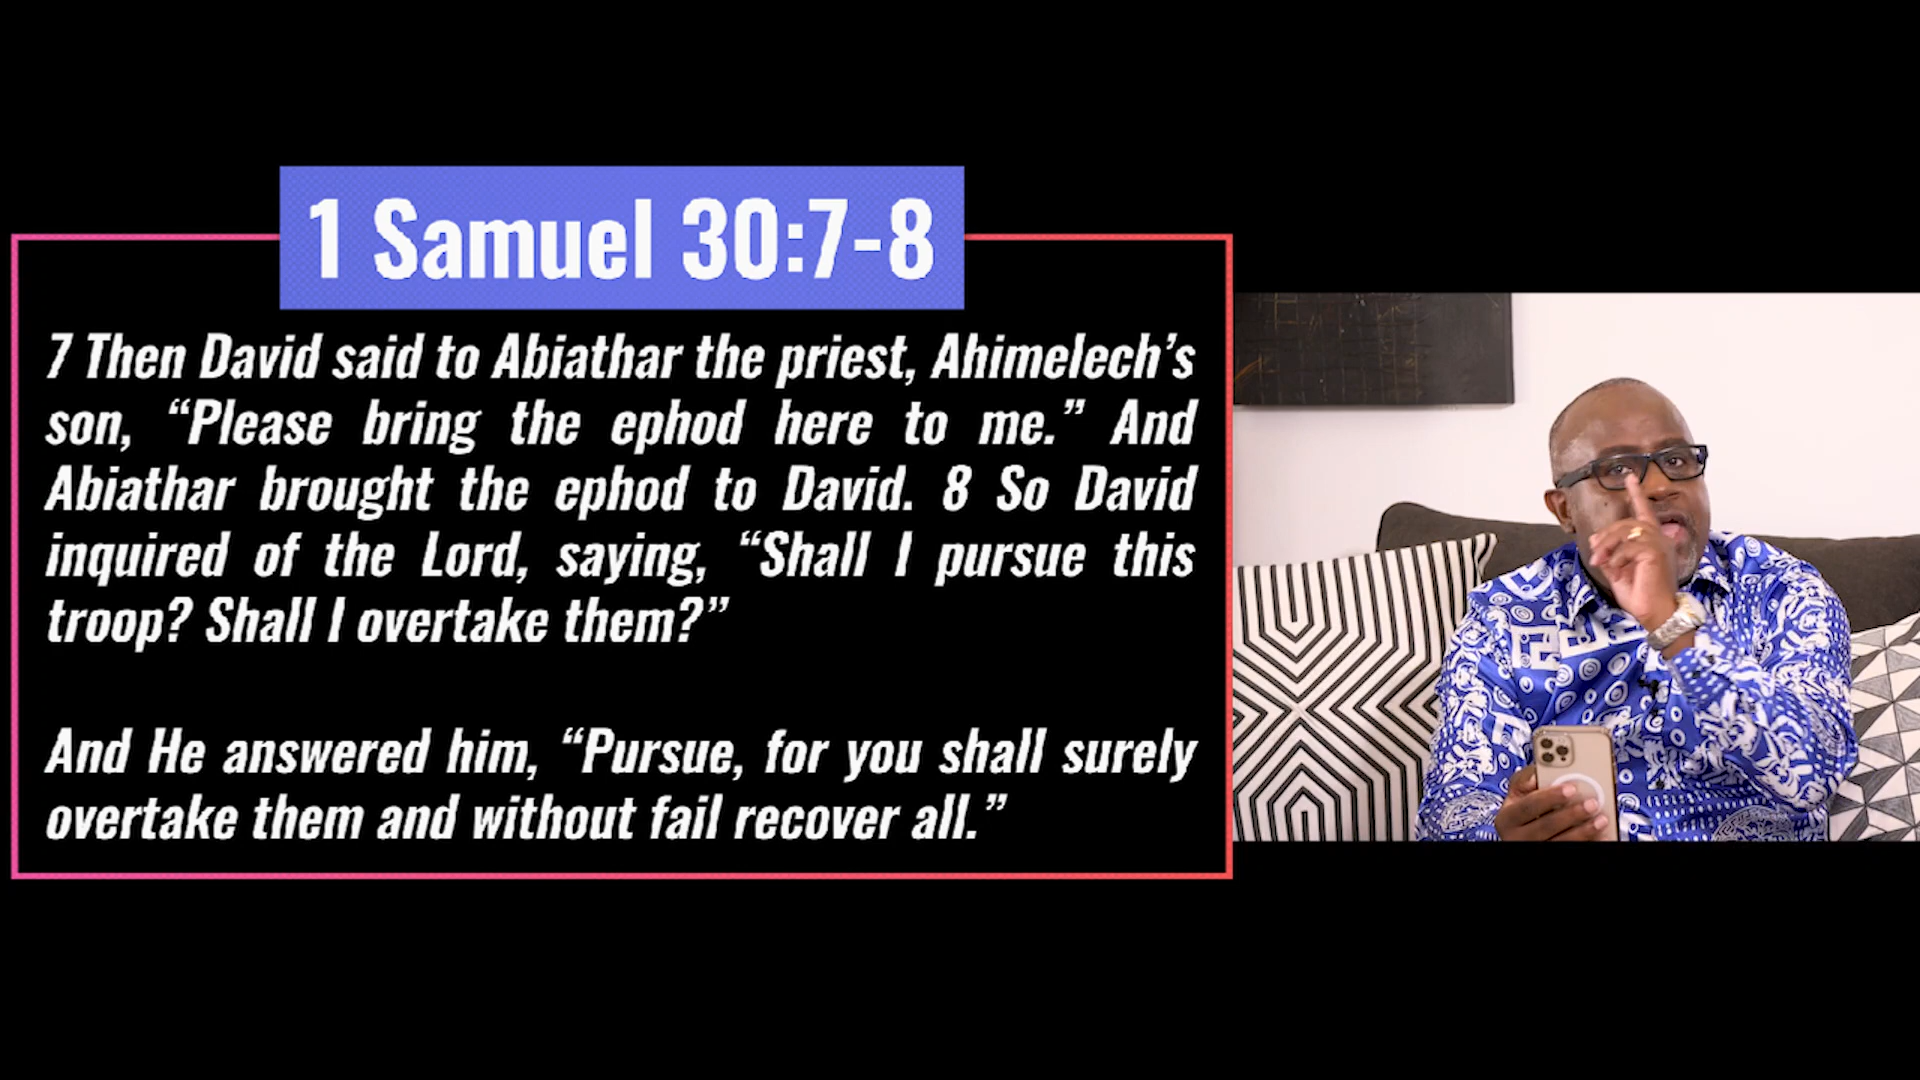 1 Samuel 30:7-8
7 Then David said to Abiathar the priest, Ahimelech’s
son, “Please bring the ephod here to me.” And
Abiathar brought the ephod to David. 8 So David
inquired of the Lord, saying, “Shall I pursue this
troop? Shall I overtake them?”
And He answered him, “Pursue, for you shall surely
overtake them and without fail recover all.”